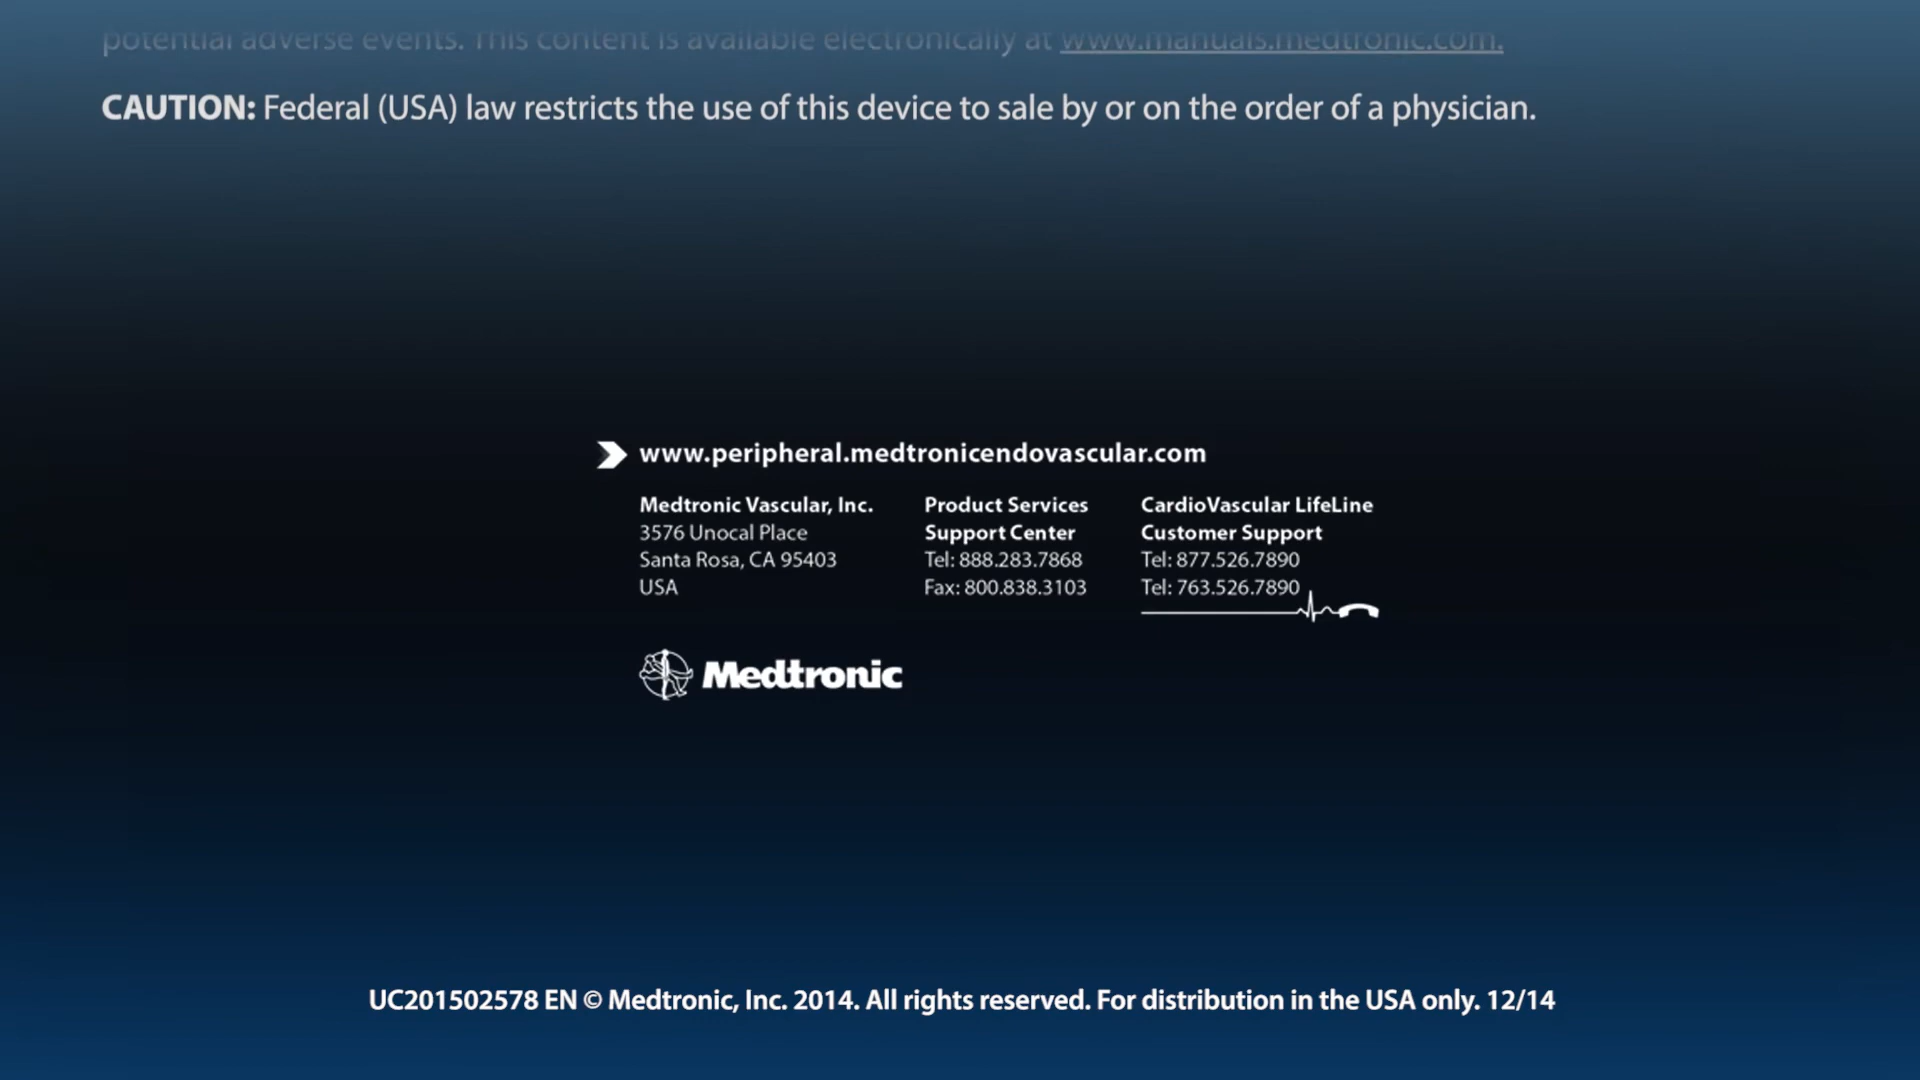 potential adverse events. This content is available electronically at www.manuals.medtronic.com.
CAUTION: Federal (USA) law restricts the use of this device to sale by or on the order of a physician.
www.peripheral.medtronicendovascular.com
Medtronic Vascular, Inc.
3576 Unocal Place
Santa Rosa, CA 95403
USA
Product Services
Support Center
Tel: 888.283.7868
Fax: 800.838.3103
CardioVascular LifeLine
Customer Support
Tel: 877.526.7890
Tel: 763.526.7890
Medtronic
UC201502578 EN © Medtronic, Inc. 2014. All rights reserved. For distribution in the USA only. 12/14